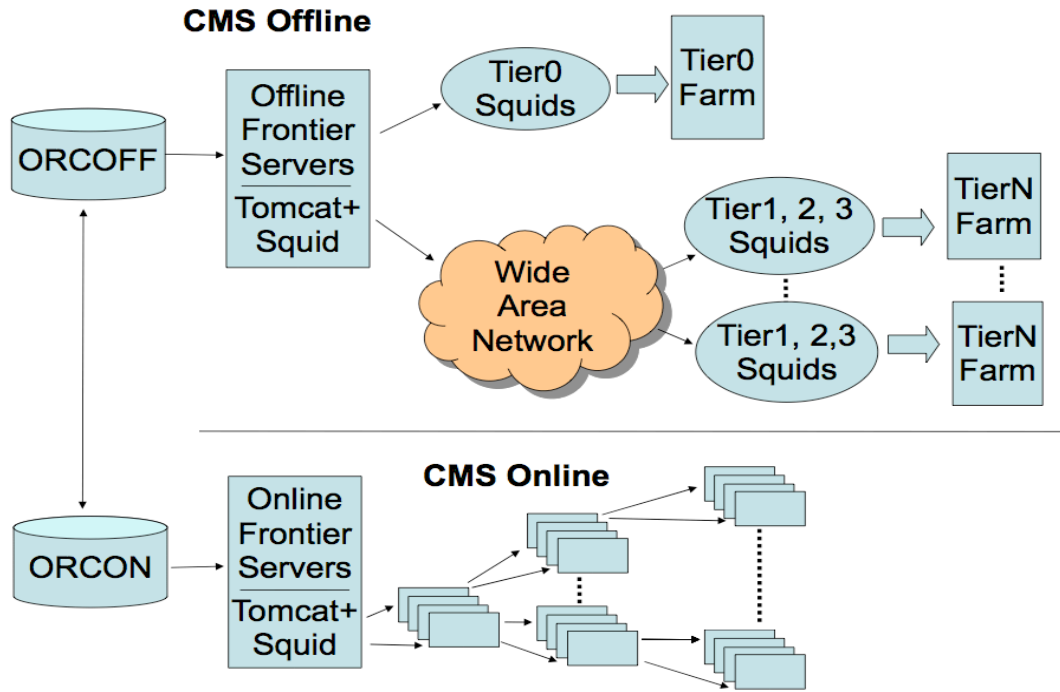 CMS Offline
ORCOFF
Offline
Frontier
Servers
Tomcat+
Squid
Tier0
Squids
Tier0
Farm
Wide
Area
Network
Tier1, 2, 3
Squids
TierN
Farm
Tier1, 2,3
Squids
TierN
Farm
CMS Online
ORCON
Online
Frontier
Servers
Tomcat+
Squid